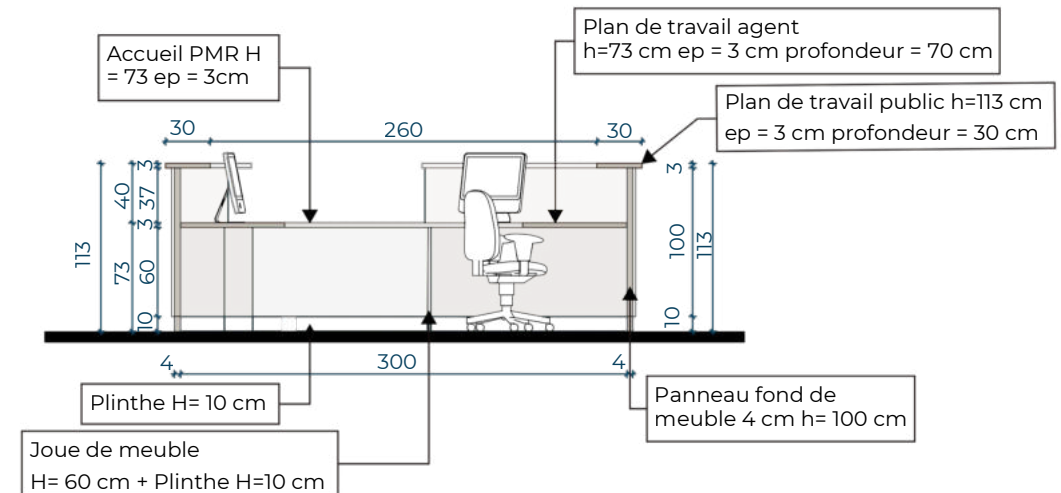 Plan de travail agent
h=73 cm ep = 3 cm profondeur = 70 cm
Accueil PMR H
= 73 ep = 3cm
Plan de travail public h=113 cm
ep = 3 cm profondeur = 30 cm
30
260
30
3
40
37
3
113
73
60
10
3
100
113
10
4
300
4
Plinthe H= 10 cm
Panneau fond de
meuble 4 cm h= 100 cm
Joue de meuble
H= 60 cm + Plinthe H=10 cm